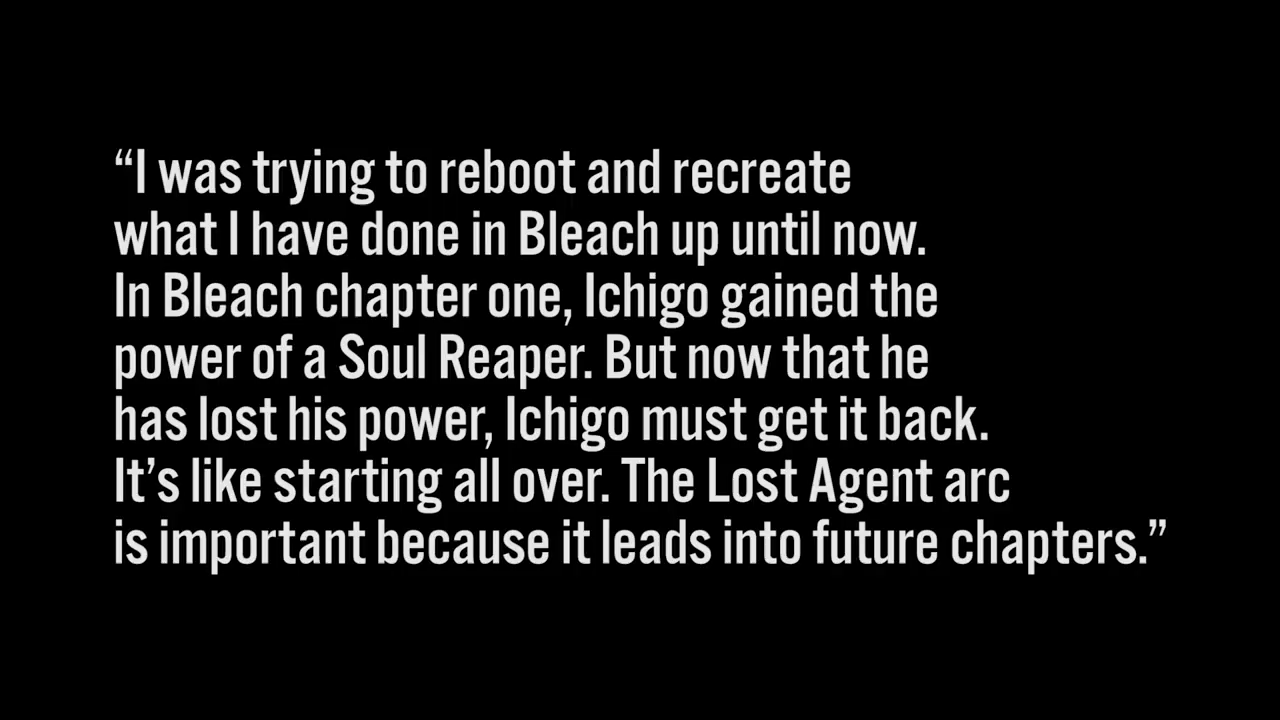 “I was trying to reboot and recreate
what I have done in Bleach up until now.
In Bleach chapter one, Ichigo gained the
power of a Soul Reaper. But now that he
has lost his power, Ichigo must get it back.
It’s like starting all over. The Lost Agent arc
is important because it leads into future chapters.”